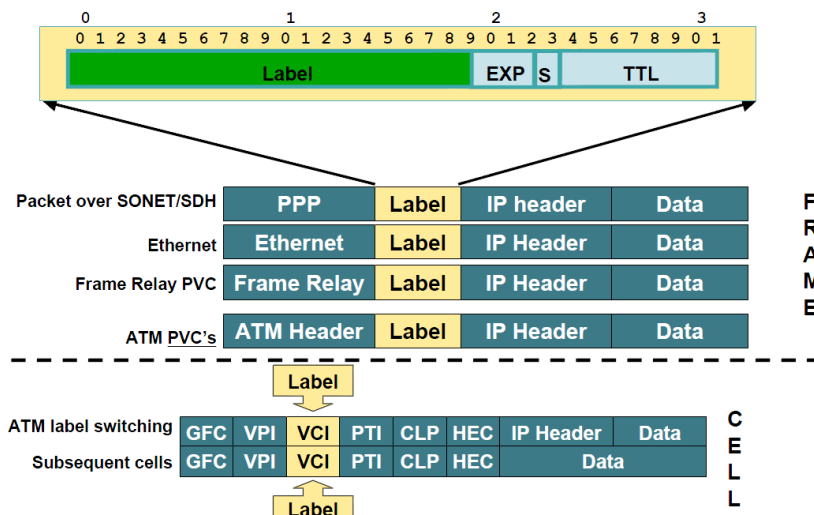 0 1 2 3
0 1 2 3 4 5 6 7 8 9 0 1 2 3 4 5 6 7 8 9 0 1 2 3 4 5 6 7 8 9 0 1
Label EXP S TTL
Packet over SONET/SDH PPP Label IP header Data
Ethernet Ethernet Label IP Header Data
Frame Relay PVC Frame Relay Label IP Header Data
ATM PVC's ATM Header Label IP Header Data
F
R
A
M
E
Label
ATM label switching GFC VPI VCI PTI CLP HEC IP Header Data
Subsequent cells GFC VPI VCI PTI CLP HEC Data
Label
C
E
L
L